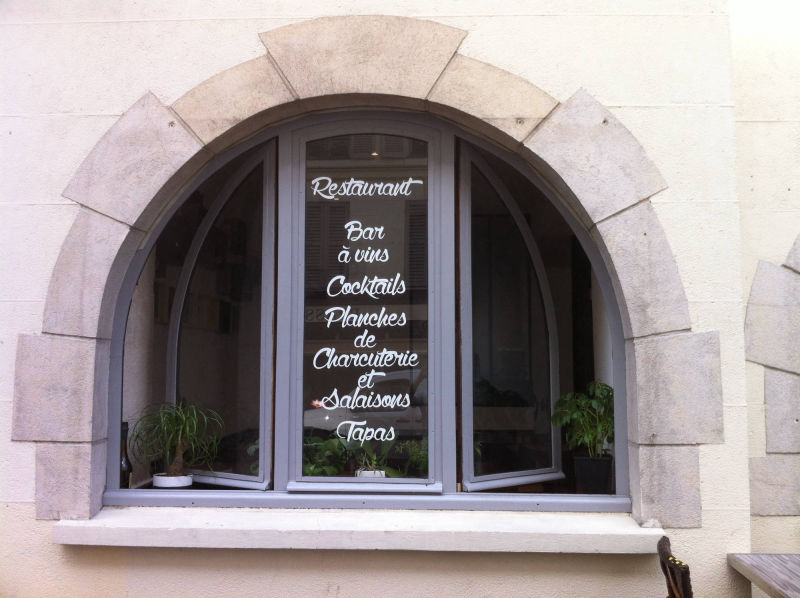 Restaurant
Bar
à vins
Cocktails
Planches
de
Charcuterie
et
Salaisons
Tapas